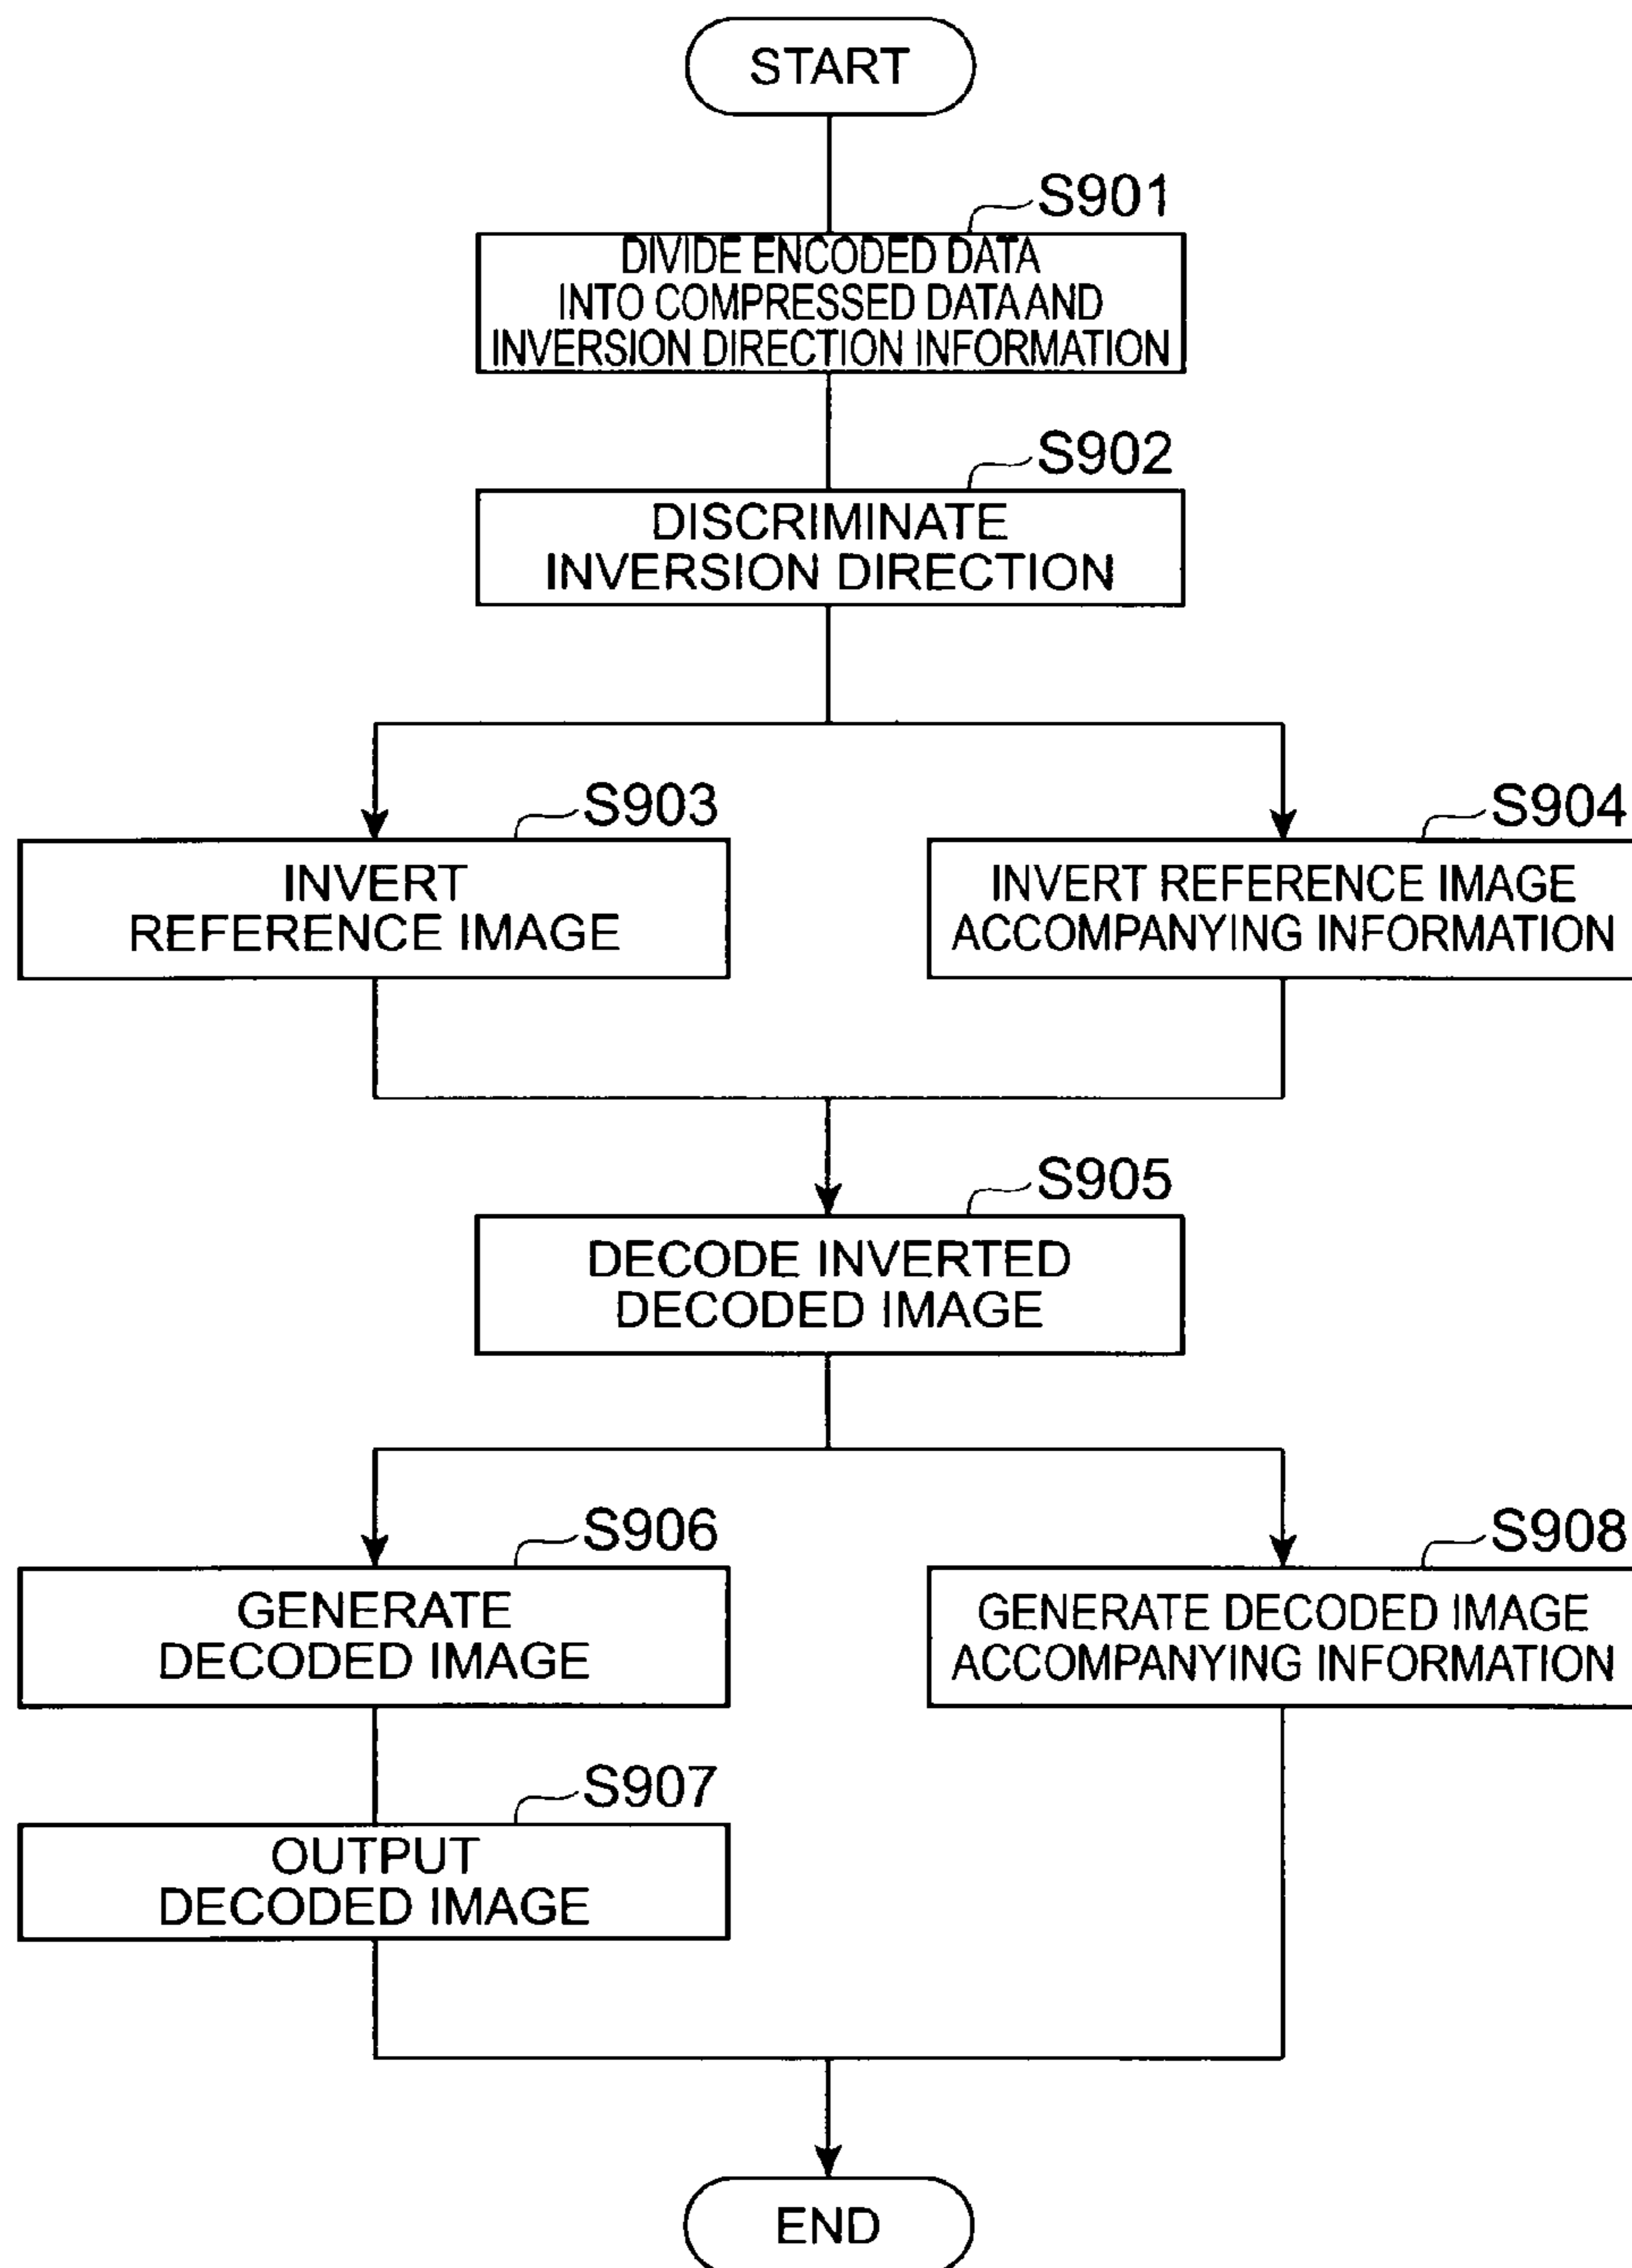 START
S901
DIVIDE ENCODED DATA
INTO COMPRESSED DATA AND
INVERSION DIRECTION INFORMATION
S902
DISCRIMINATE
INVERSION DIRECTION
S903
INVERT
REFERENCE IMAGE
S904
INVERT REFERENCE IMAGE
ACCOMPANYING INFORMATION
S905
DECODE INVERTED
DECODED IMAGE
S906
GENERATE
DECODED IMAGE
S908
GENERATE DECODED IMAGE
ACCOMPANYING INFORMATION
S907
OUTPUT
DECODED IMAGE
END